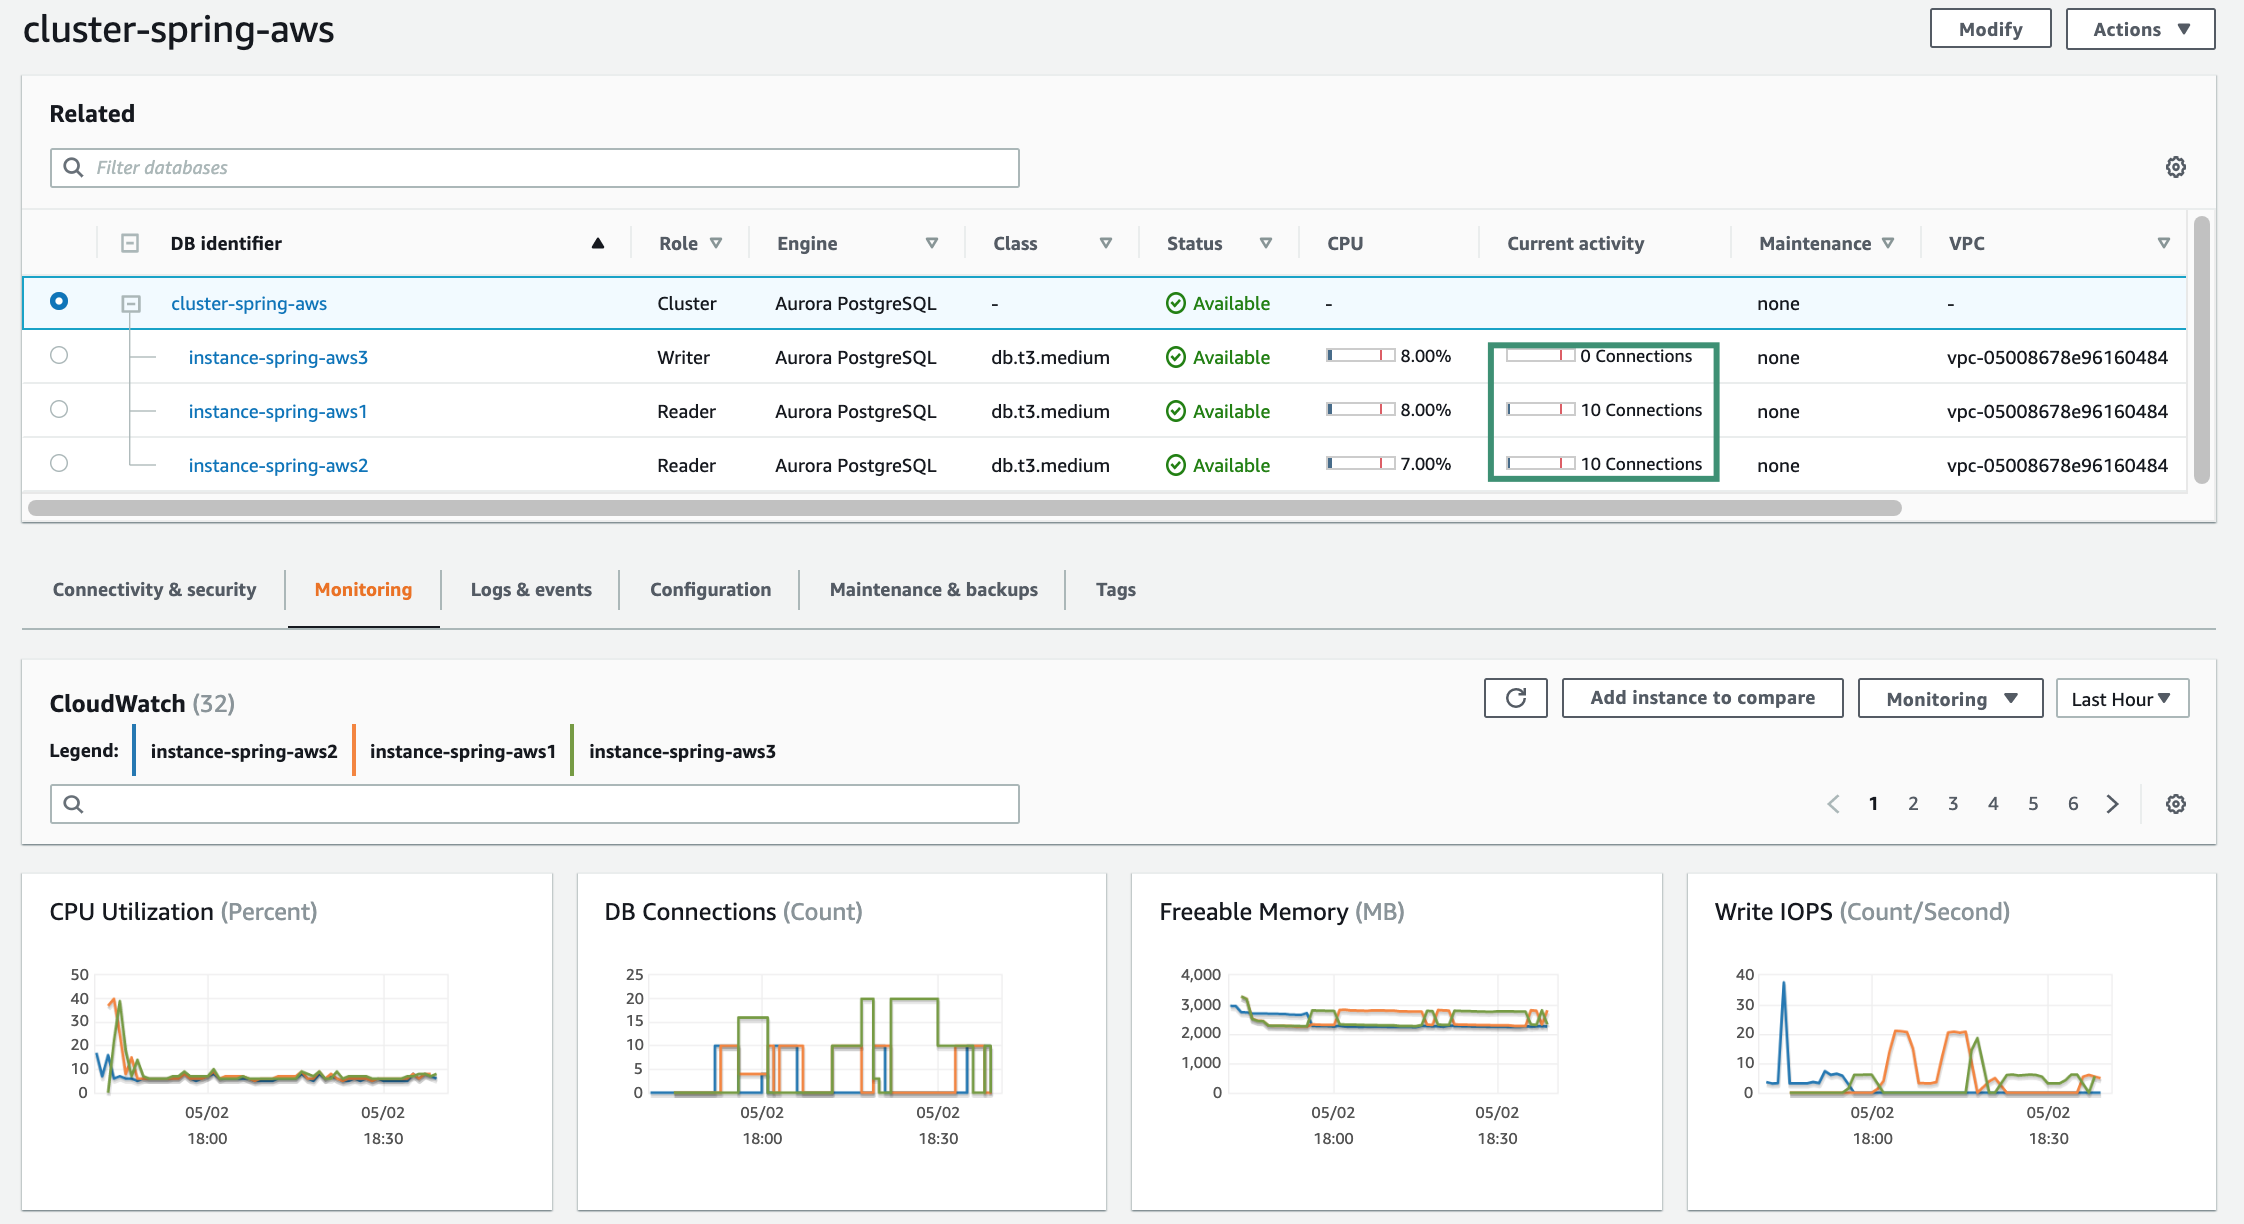 cluster-spring-aws
Modify
Actions
Related
Filter databases
DB identifier Role Engine Class Status CPU Current activity Maintenance VPC
cluster-spring-aws Cluster Aurora PostgreSQL - Available - none -
instance-spring-aws3 Writer Aurora PostgreSQL db.t3.medium Available 8.00% 0 Connections none vpc-05008678e96160484
instance-spring-aws1 Reader Aurora PostgreSQL db.t3.medium Available 8.00% 10 Connections none vpc-05008678e96160484
instance-spring-aws2 Reader Aurora PostgreSQL db.t3.medium Available 7.00% 10 Connections none vpc-05008678e96160484
Connectivity & security Monitoring Logs & events Configuration Maintenance & backups Tags
CloudWatch (32)
Add instance to compare
Monitoring
Last Hour
Legend: instance-spring-aws2 instance-spring-aws1 instance-spring-aws3
1 2 3 4 5 6
CPU Utilization (Percent)
50
40
30
20
10
0
05/02 05/02
18:00 18:30
DB Connections (Count)
25
20
15
10
5
0
05/02 05/02
18:00 18:30
Freeable Memory (MB)
4,000
3,000
2,000
1,000
0
05/02 05/02
18:00 18:30
Write IOPS (Count/Second)
40
30
20
10
0
05/02 05/02
18:00 18:30